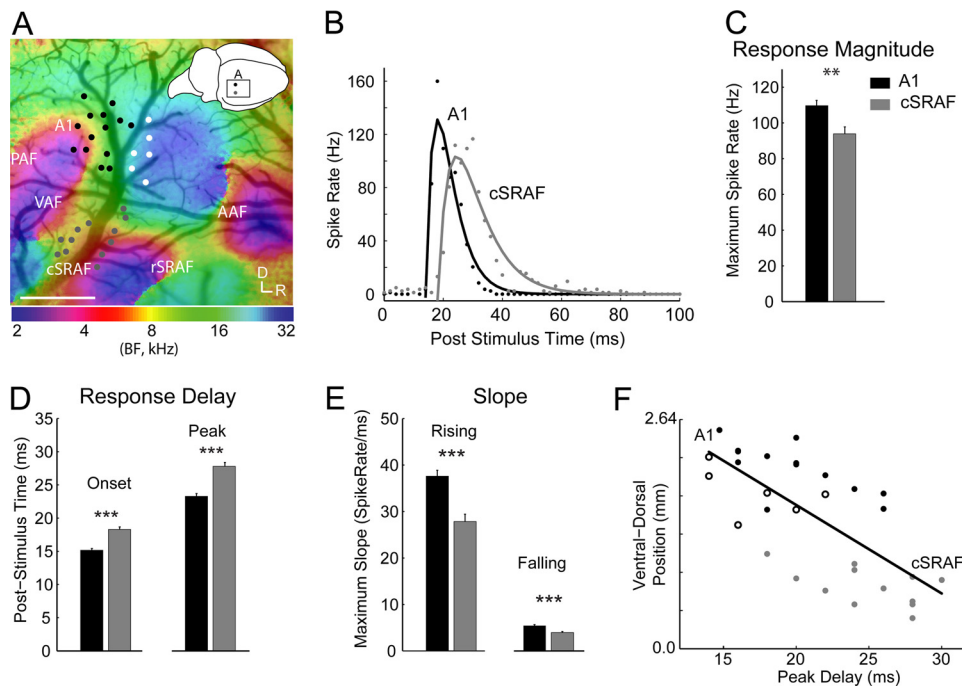 A
A
A1
PAF
VAF
AAF
cSRAF
rSRAF
D
R
2 4 8 16 32
(BF, kHz)
B
160
120
80
40
0
Spike Rate (Hz)
A1
cSRAF
0 20 40 60 80 100
Post Stimulus Time (ms)
C
Response Magnitude
**
A1
cSRAF
120
100
80
60
40
20
0
Maximum Spike Rate (Hz)
D
Response Delay
35
30
25
20
15
10
5
0
Post-Stimulus Time (ms)
Onset
***
Peak
***
E
Slope
50
40
30
20
10
0
Maximum Slope (SpikeRate/ms)
Rising
***
Falling
***
F
2.64
0.0
Ventral-Dorsal
Position (mm)
A1
cSRAF
15 20 25 30
Peak Delay (ms)